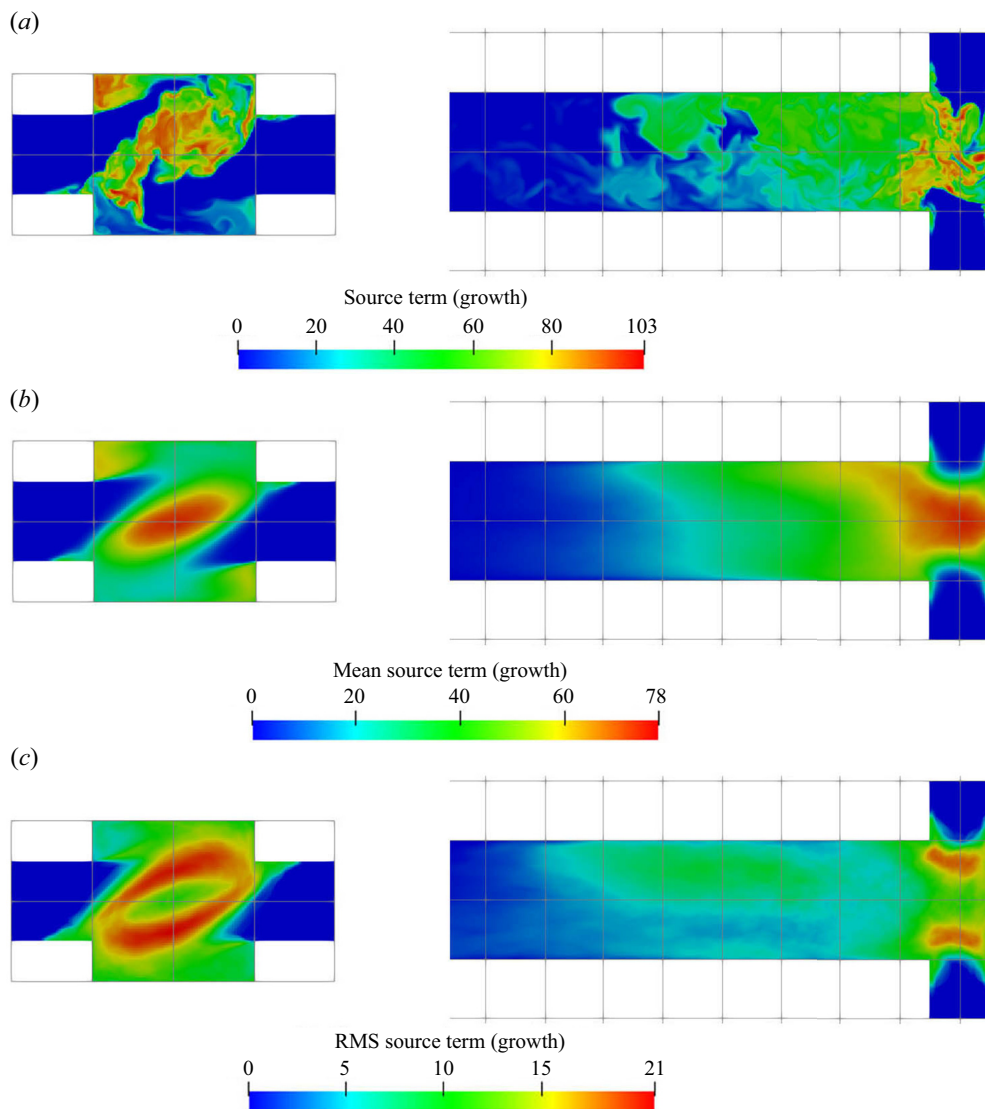 (a)
Source term (growth)
0 20 40 60 80 103
(b)
Mean source term (growth)
0 20 40 60 78
(c)
RMS source term (growth)
0 5 10 15 21